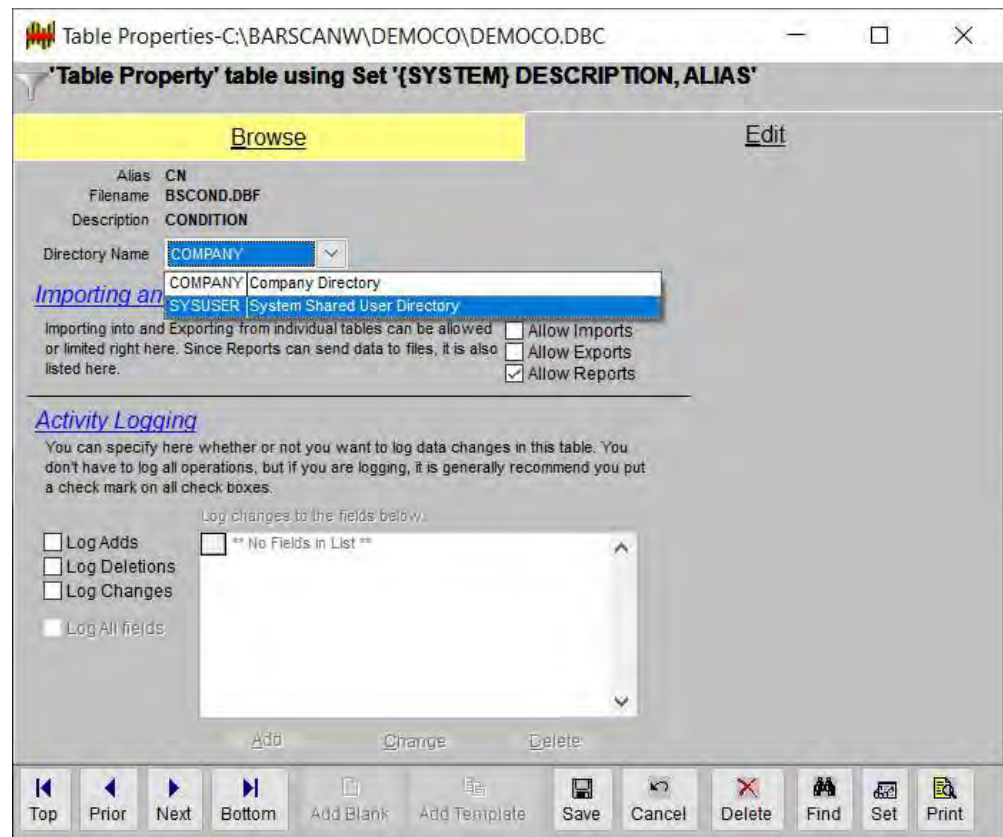 Table Properties-C:\BARSCANW\DEMOCO\DEMOCO.DBC
'Table Property' table using Set '{SYSTEM} DESCRIPTION, ALIAS'
Browse Edit
Alias CN
Filename BSCOND.DBF
Description CONDITION
Directory Name COMPANY
COMPANY Company Directory
SYSUSER System Shared User Directory
Importing an
Importing into and Exporting from individual tables can be allowed
or limited right here. Since Reports can send data to files, it is also
listed here.
Allow Imports
Allow Exports
Allow Reports
Activity Logging
You can specify here whether or not you want to log data changes in this table. You
don't have to log all operations, but if you are logging, it is generally recommend you put
a check mark on all check boxes.
Log changes to the fields below.
Log Adds
Log Deletions
Log Changes
Log All fields
** No Fields in List **
Add Change Delete
Top Prior Next Bottom Add Blank Add Template Save Cancel Delete Find Set Print